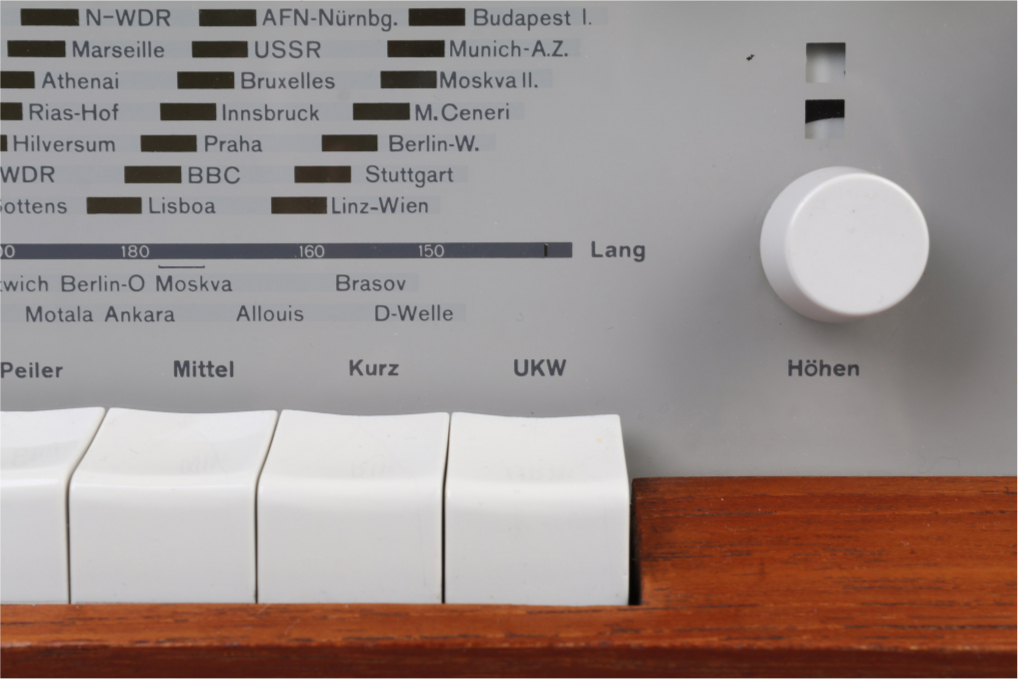 N-WDR AFN-Nürnbg. Budapest I.
Marseille USSR Munich-A.Z.
Athenai Bruxelles Moskva II.
Rias-Hof Innsbruck M.Ceneri
Hilversum Praha Berlin-W.
WDR BBC Stuttgart
ottens Lisboa Linz-Wien
180 160 150 Lang
wich Berlin-O Moskva Brasov
Motala Ankara Allouis D-Welle
Peiler Mittel Kurz UKW Höhen